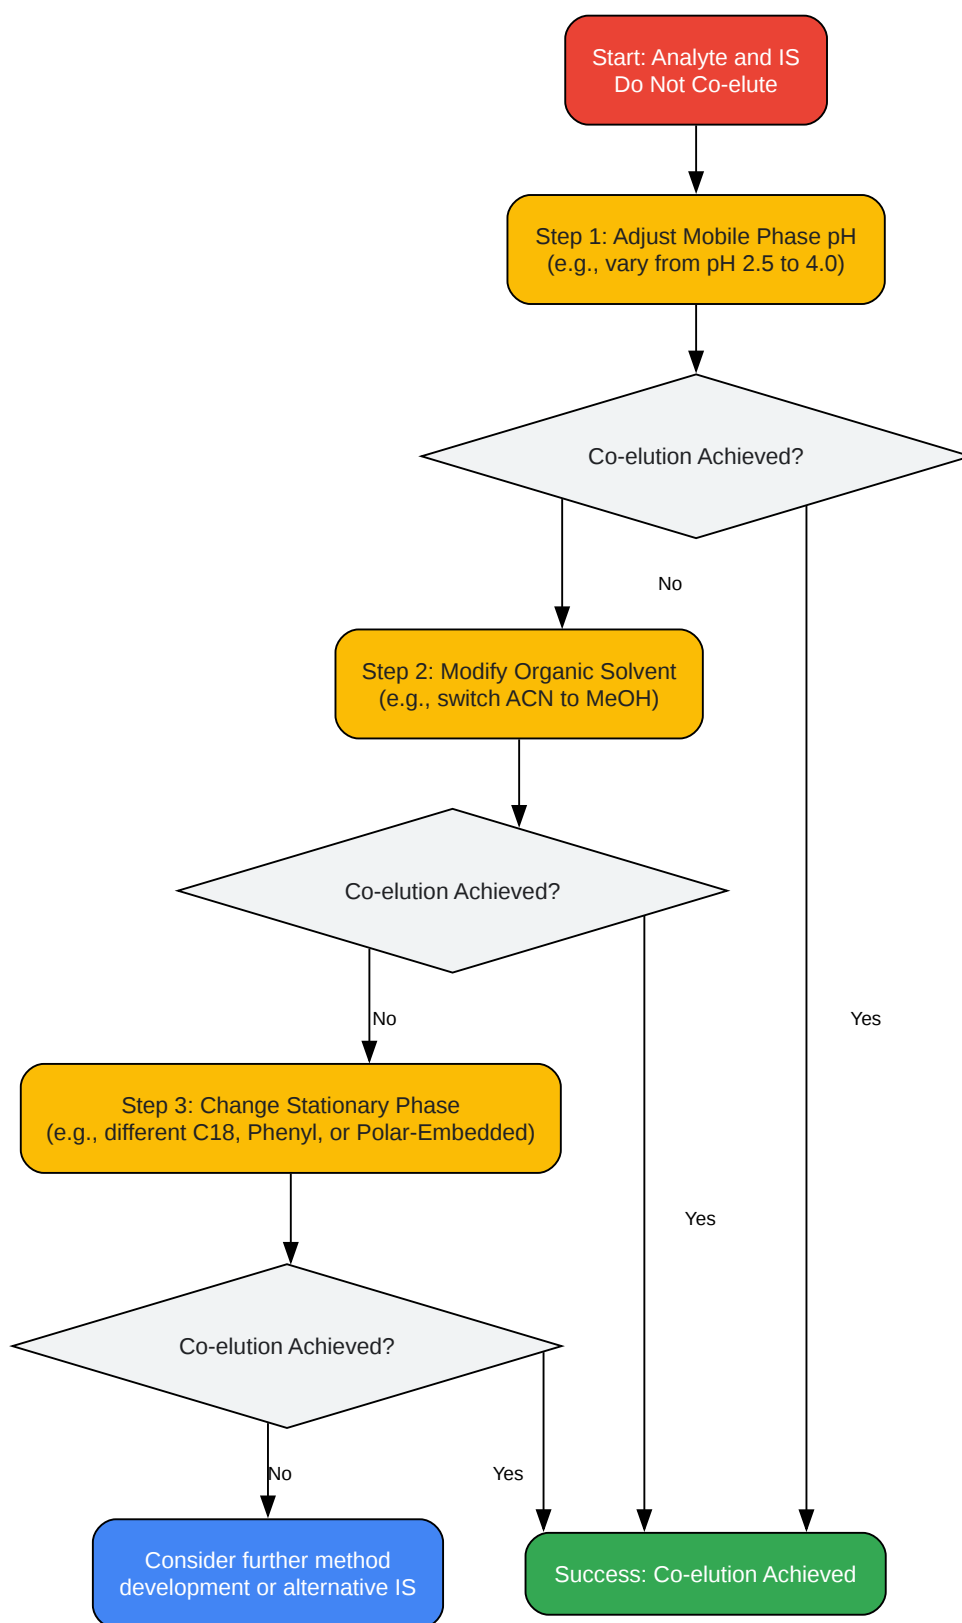 Start: Analyte and IS
Do Not Co-elute
Step 1: Adjust Mobile Phase pH
(e.g., vary from pH 2.5 to 4.0)
Co-elution Achieved?
No
Step 2: Modify Organic Solvent
(e.g., switch ACN to MeOH)
Co-elution Achieved?
No
Yes
Step 3: Change Stationary Phase
(e.g., different C18, Phenyl, or Polar-Embedded)
Yes
Co-elution Achieved?
No
Yes
Consider further method
development or alternative IS
Success: Co-elution Achieved